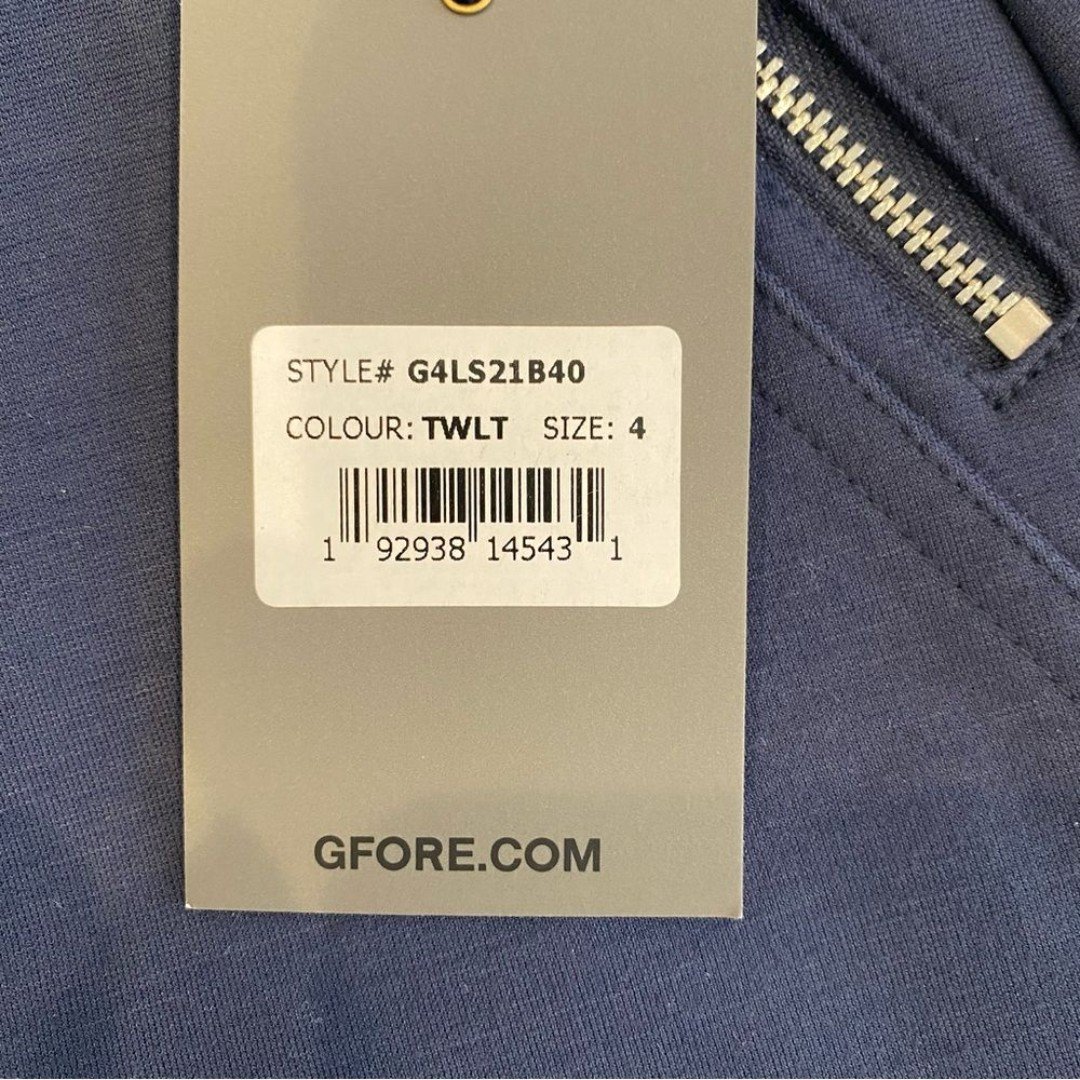 STYLE# G4LS21B40
COLOUR: TWLT SIZE: 4
1 92938 14543 1
GFORE.COM